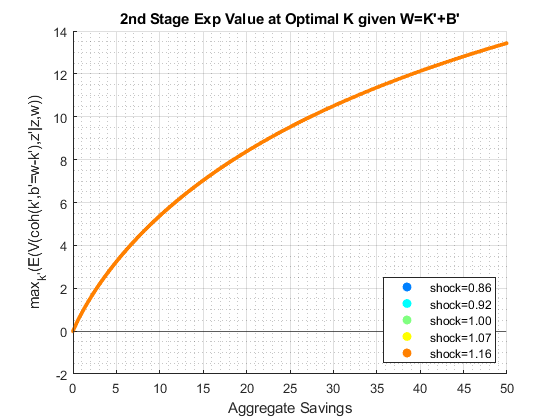 2nd Stage Exp Value at Optimal K given W=K'+B'
14
12
10
8
6
4
2
0
-2
max_k'(E(V(coh(k',b'=w-k'),z'|z,w))
shock=0.86
shock=0.92
shock=1.00
shock=1.07
shock=1.16
0 5 10 15 20 25 30 35 40 45 50
Aggregate Savings